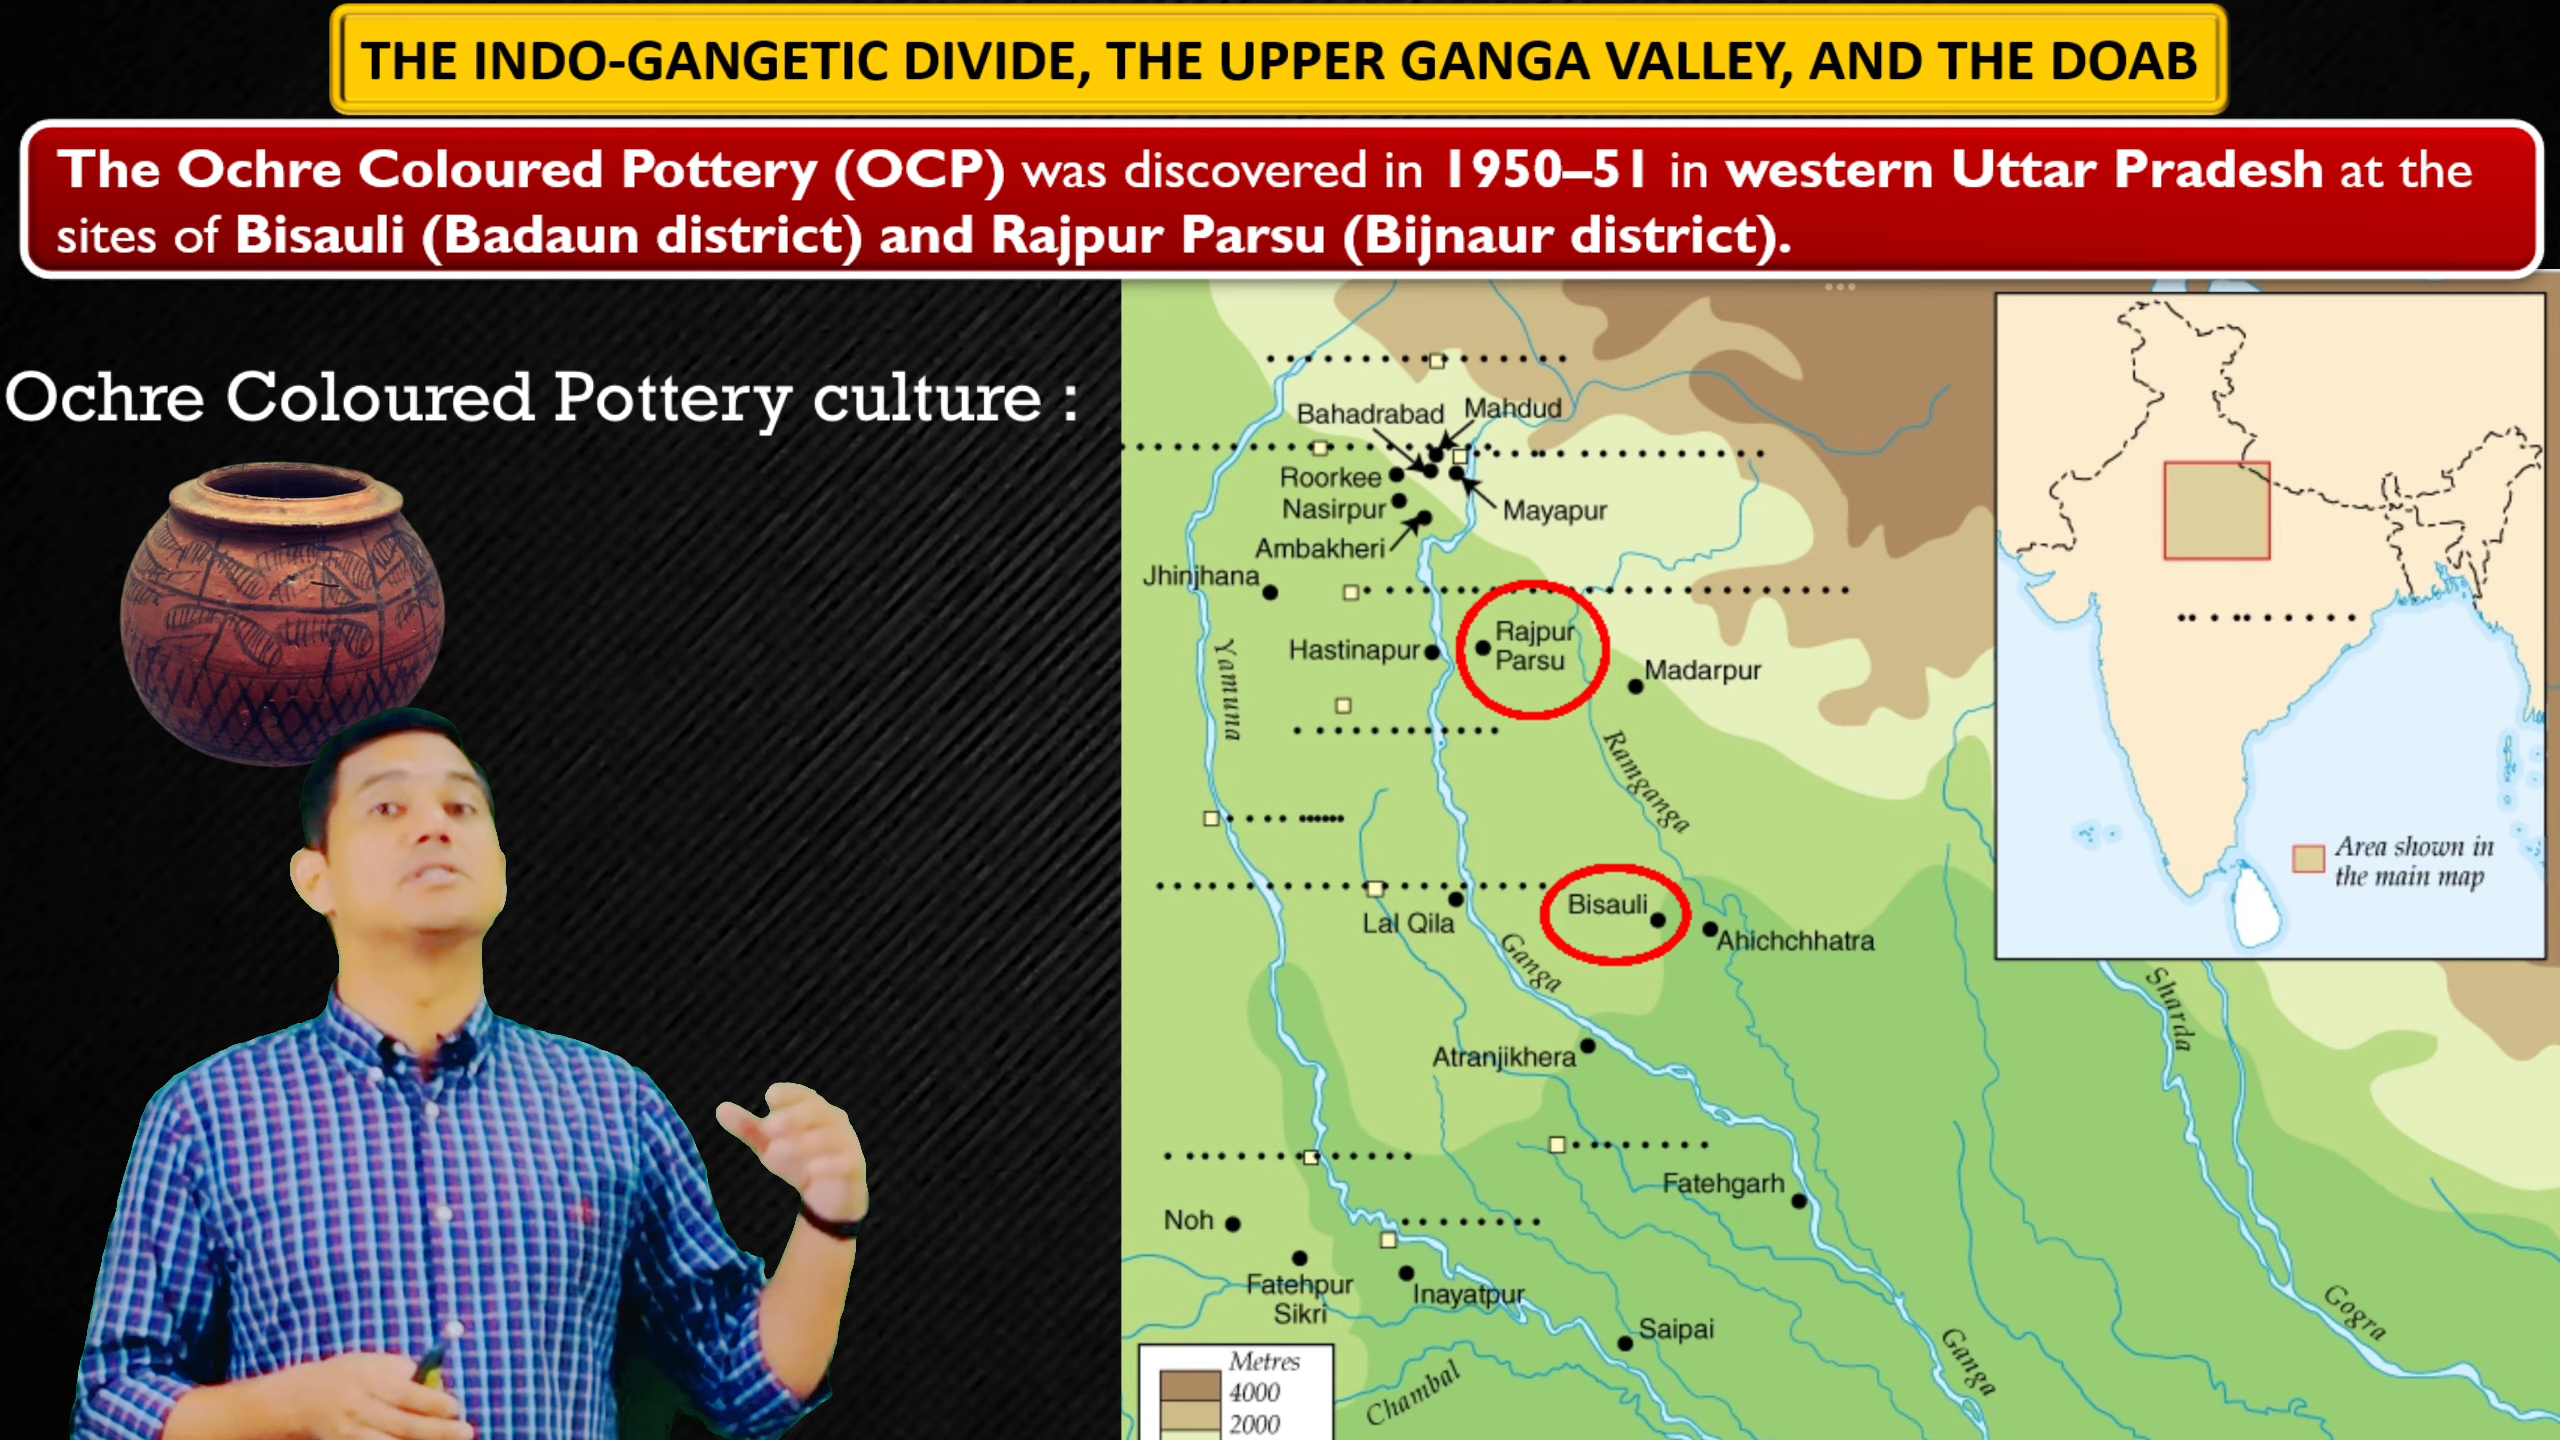 THE INDO-GANGETIC DIVIDE, THE UPPER GANGA VALLEY, AND THE DOAB
The Ochre Coloured Pottery (OCP) was discovered in 1950–51 in western Uttar Pradesh at the
sites of Bisauli (Badaun district) and Rajpur Parsu (Bijnaur district).
Ochre Coloured Pottery culture :
Bahadrabad
Mahdud
Roorkee
Nasirpur
Mayapur
Ambakheri
Jhinjhana
Rajpur
Parsu
Hastinapur
Madarpur
Yamuna
Ramganga
Area shown in
the main map
Bisauli
Lal Qila
Ahichchhatra
Ganga
Sharda
Atranjikhera
Fatehgarh
Noh
Fatehpur
Sikri
Inayatpur
Saipai
Gogra
Ganga
Chambal
Metres
4000
2000